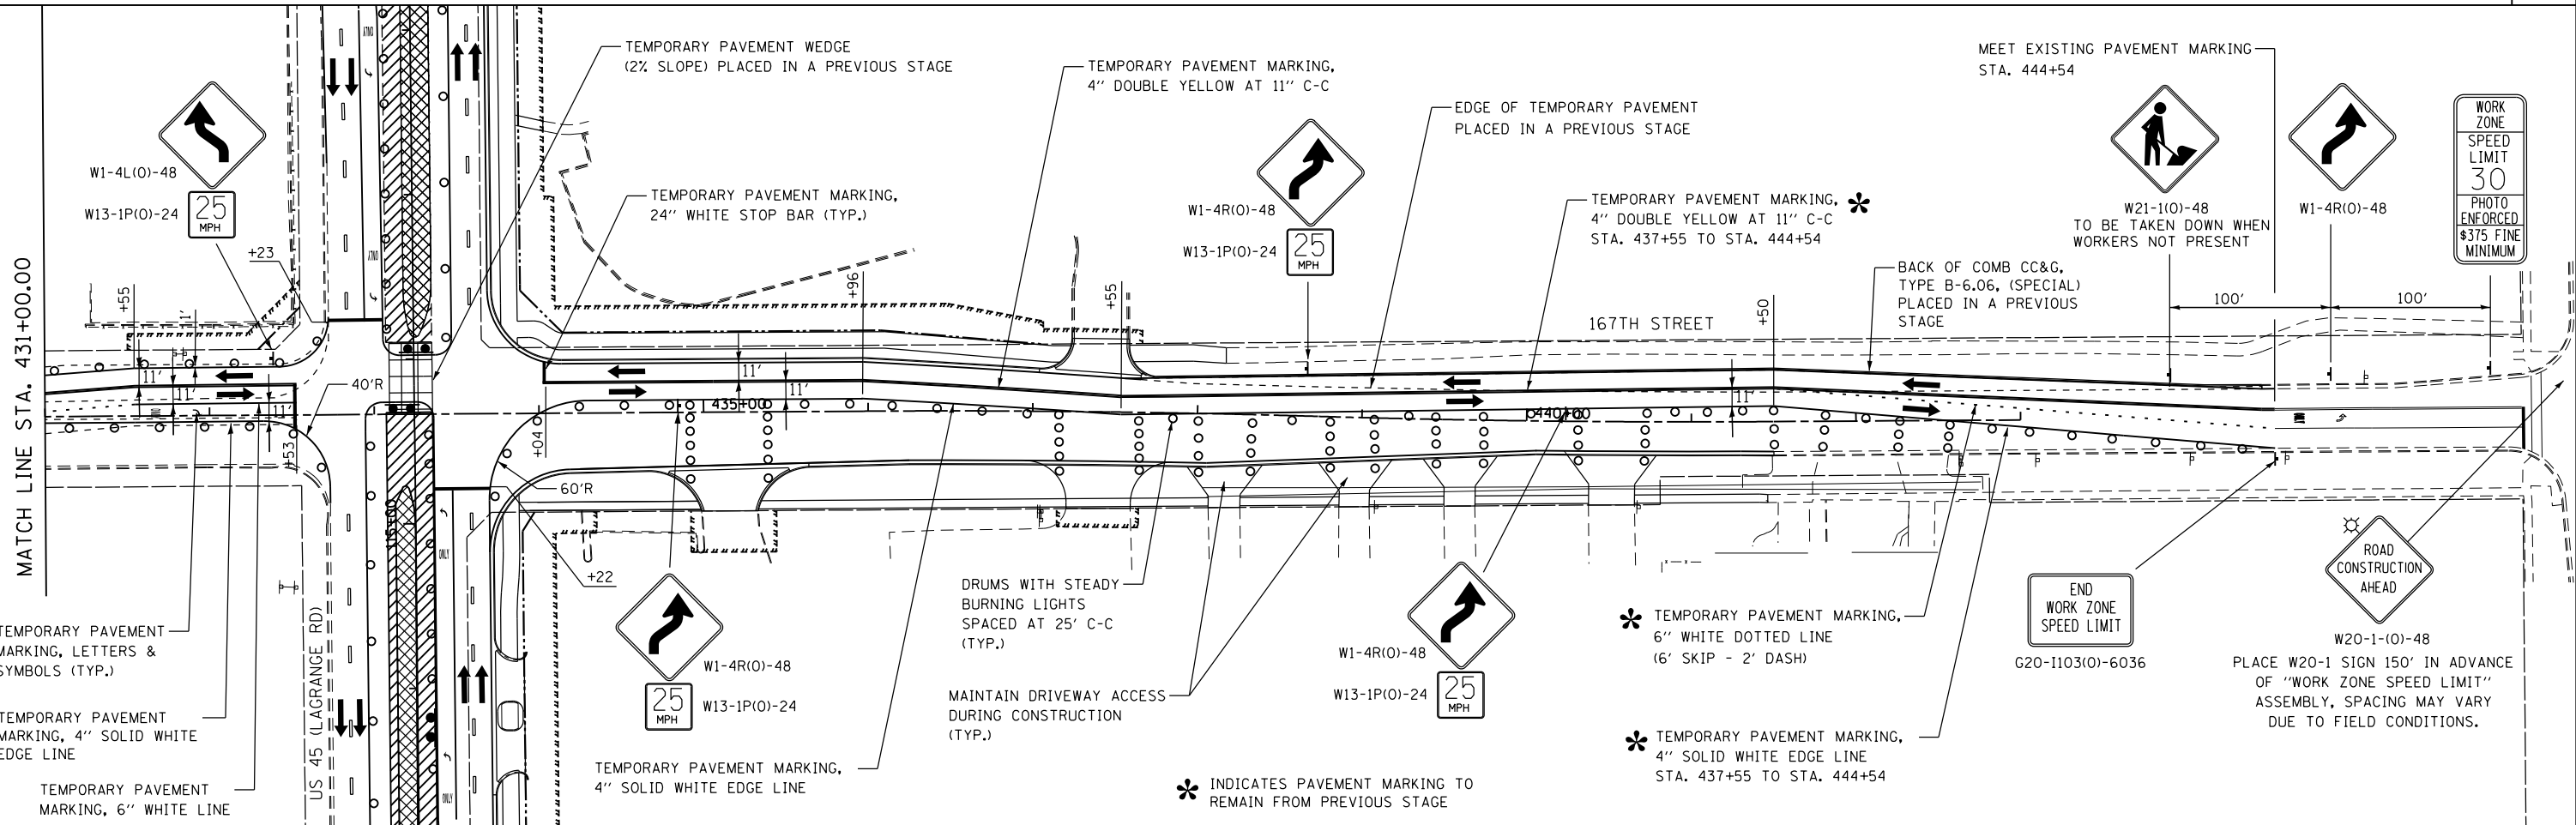 MATCH LINE STA. 431+00.00
W1-4L(O)-48
W13-1P(O)-24
25
MPH
+23
+55
1'
11'
11'
11'
40'R
+53
ONLY
ONLY
TEMPORARY PAVEMENT WEDGE
(2% SLOPE) PLACED IN A PREVIOUS STAGE
TEMPORARY PAVEMENT MARKING,
24" WHITE STOP BAR (TYP.)
TEMPORARY PAVEMENT MARKING,
4" DOUBLE YELLOW AT 11" C-C
W1-4R(O)-48
W13-1P(O)-24
25
MPH
EDGE OF TEMPORARY PAVEMENT
PLACED IN A PREVIOUS STAGE
TEMPORARY PAVEMENT MARKING, *
4" DOUBLE YELLOW AT 11" C-C
STA. 437+55 TO STA. 444+54
MEET EXISTING PAVEMENT MARKING
STA. 444+54
W21-1(O)-48
TO BE TAKEN DOWN WHEN
WORKERS NOT PRESENT
W1-4R(O)-48
WORK
ZONE
SPEED
LIMIT
30
PHOTO
ENFORCED
$375 FINE
MINIMUM
BACK OF COMB CC&G,
TYPE B-6.06, (SPECIAL)
PLACED IN A PREVIOUS
STAGE
100'
100'
167TH STREET
+96
+55
+50
11'
11'
11'
435+00
440+00
+04
60'R
+22
115+00
US 45 (LAGRANGE RD)
ONLY
ONLY
TEMPORARY PAVEMENT
MARKING, LETTERS &
SYMBOLS (TYP.)
TEMPORARY PAVEMENT
MARKING, 4" SOLID WHITE
EDGE LINE
TEMPORARY PAVEMENT
MARKING, 6" WHITE LINE
W1-4R(O)-48
25
MPH
W13-1P(O)-24
TEMPORARY PAVEMENT MARKING,
4" SOLID WHITE EDGE LINE
DRUMS WITH STEADY
BURNING LIGHTS
SPACED AT 25' C-C
(TYP.)
MAINTAIN DRIVEWAY ACCESS
DURING CONSTRUCTION
(TYP.)
W1-4R(O)-48
W13-1P(O)-24
25
MPH
* INDICATES PAVEMENT MARKING TO
REMAIN FROM PREVIOUS STAGE
* TEMPORARY PAVEMENT MARKING,
6" WHITE DOTTED LINE
(6' SKIP - 2' DASH)
* TEMPORARY PAVEMENT MARKING,
4" SOLID WHITE EDGE LINE
STA. 437+55 TO STA. 444+54
END
WORK ZONE
SPEED LIMIT
G20-I103(O)-6036
ROAD
CONSTRUCTION
AHEAD
W20-1-(O)-48
PLACE W20-1 SIGN 150' IN ADVANCE
OF "WORK ZONE SPEED LIMIT"
ASSEMBLY, SPACING MAY VARY
DUE TO FIELD CONDITIONS.